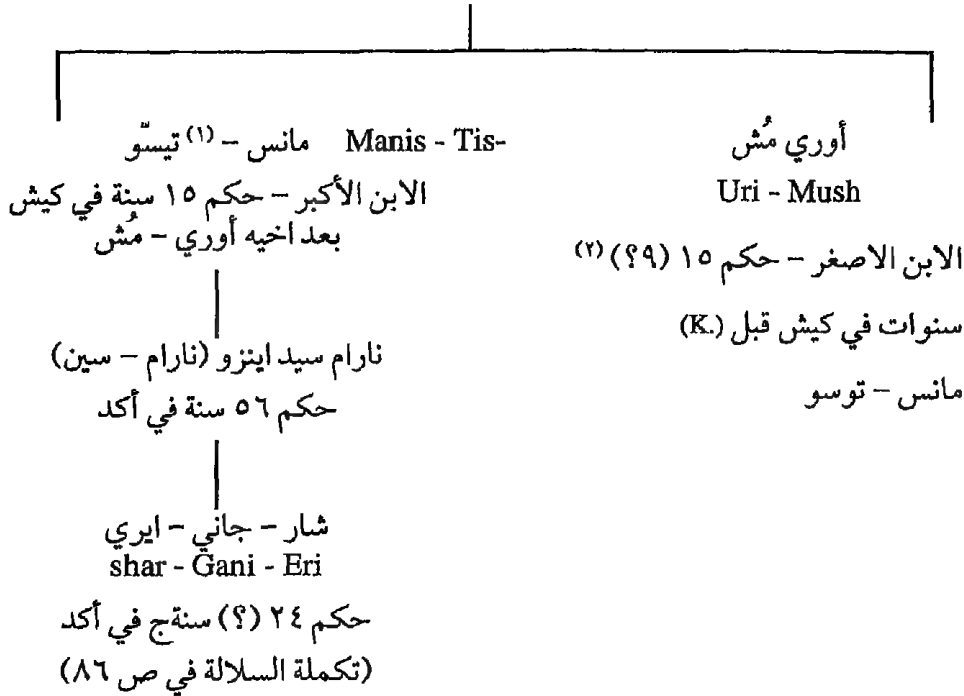 أوري مُش
Uri - Mush
الابن الاصغر – حكم ١٥ (٩؟) (٢)
سنوات في كيش قبل (K.)
مانس – توسو
مانس – (١) تيسّو Manis - Tis-
الابن الأكبر – حكم ١٥ سنة في كيش
بعد اخيه أوري – مُش
نارام سيد اينزو (نارام – سين)
حكم ٥٦ سنة في أكد
شار – جاني – ايري
shar - Gani - Eri
حكم ٢٤ (؟) سنةج في أكد
(تكملة السلالة في ص ٨٦)